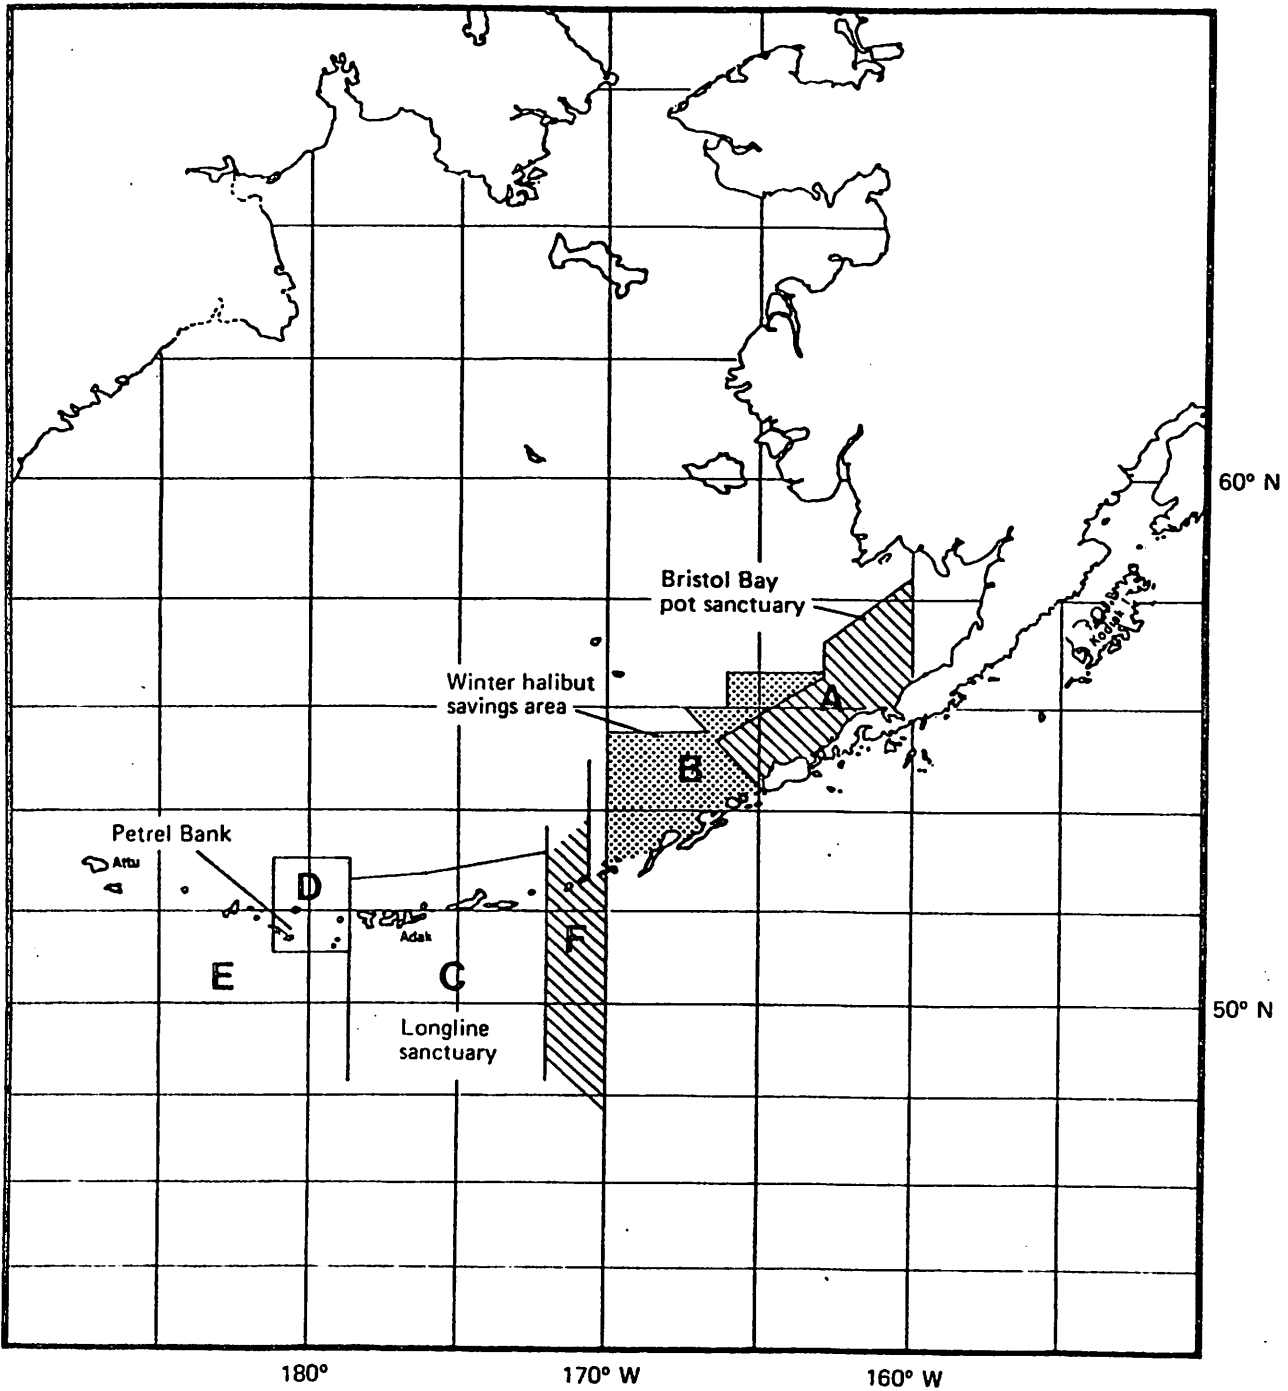 60° N
Bristol Bay
pot sanctuary
Kodiak I
Winter halibut
savings area
A
B
Petrel Bank
Attu
D
Adak
F
E
C
50° N
Longline
sanctuary
180°
170° W
160° W